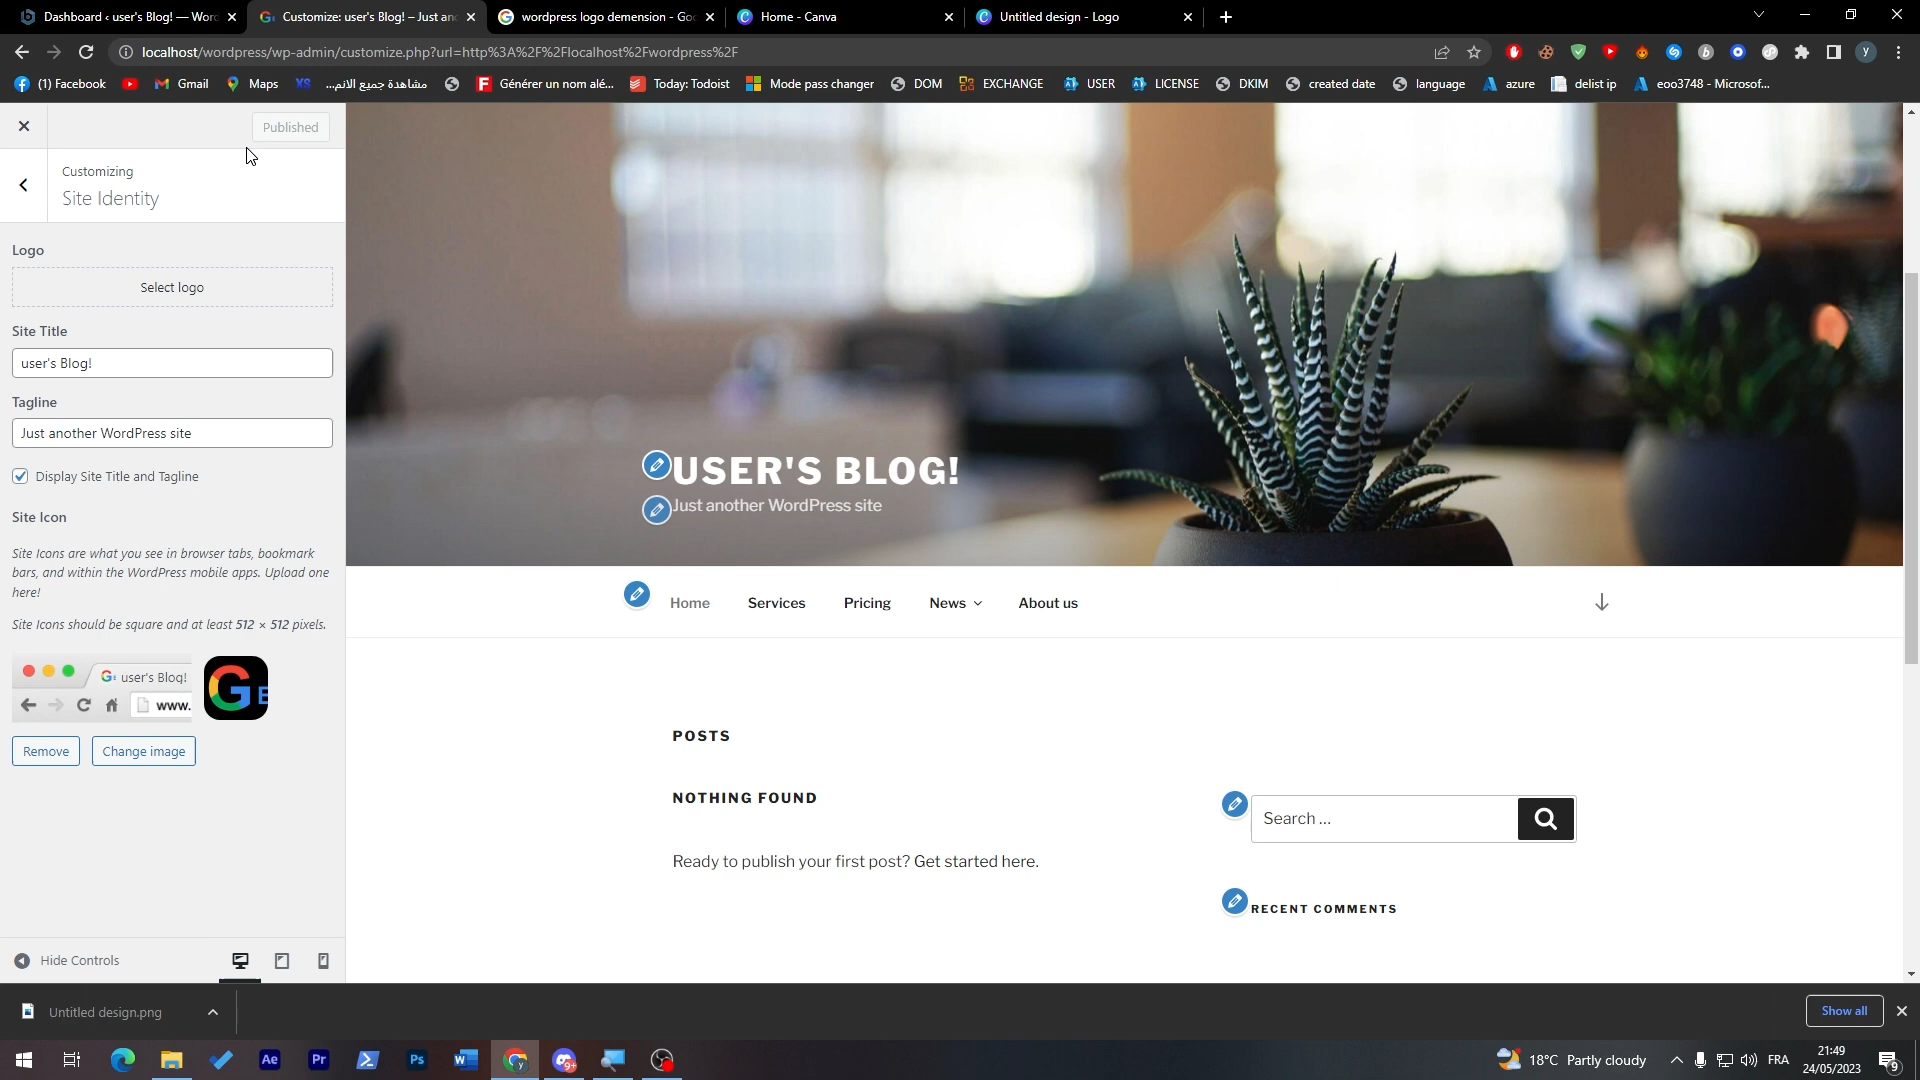 Dashboard ‹ user's Blog! — Wor
Customize: user's Blog! – Just an
wordpress logo demension - Goo
Home - Canva
Untitled design - Logo
localhost/wordpress/wp-admin/customize.php?url=http%3A%2F%2Flocalhost%2Fwordpress%2F
(1) Facebook
Gmail
Maps
مشاهدة جميع الانم...
Générer un nom alé...
Today: Todoist
Mode pass changer
DOM
EXCHANGE
USER
LICENSE
DKIM
created date
language
azure
delist ip
eoo3748 - Microsof...
Published
Customizing
Site Identity
Logo
Select logo
Site Title
user's Blog!
Tagline
Just another WordPress site
Display Site Title and Tagline
Site Icon
Site Icons are what you see in browser tabs, bookmark
bars, and within the WordPress mobile apps. Upload one
here!
Site Icons should be square and at least 512 × 512 pixels.
user's Blog!
www.
Remove
Change image
Hide Controls
USER'S BLOG!
Just another WordPress site
Home
Services
Pricing
News
About us
POSTS
NOTHING FOUND
Ready to publish your first post? Get started here.
Search …
RECENT COMMENTS
Untitled design.png
Show all
Ae
Pr
Ps
18°C Partly cloudy
FRA
21:49
24/05/2023
9